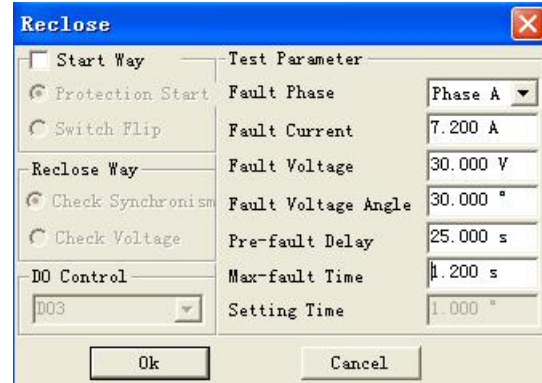 Reclose
Start Way
Protection Start
Switch Flip
Reclose Way
Check Synchronism
Check Voltage
DO Control
DO3
Test Parameter
Fault Phase Phase A
Fault Current 7.200 A
Fault Voltage 30.000 V
Fault Voltage Angle 30.000 °
Pre-fault Delay 25.000 s
Max-fault Time 1.200 s
Setting Time 1.000 °
Ok Cancel